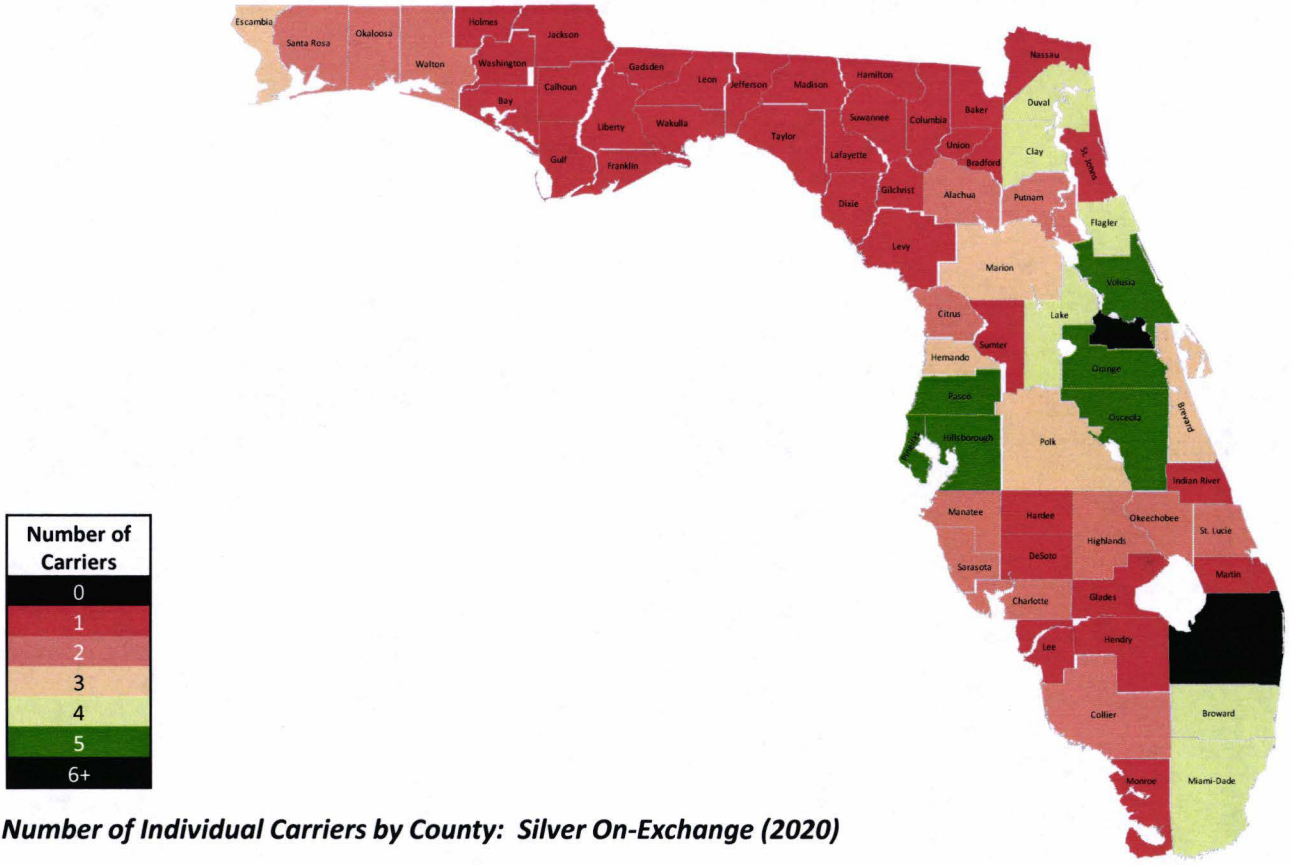 Escambia
Santa Rosa
Okaloosa
Walton
Holmes
Jackson
Washington
Bay
Calhoun
Gulf
Gadsden
Liberty
Franklin
Leon
Wakulla
Jefferson
Madison
Taylor
Hamilton
Suwannee
Lafayette
Dixie
Columbia
Gilchrist
Levy
Baker
Union
Bradford
Nassau
Duval
Clay
St. Johns
Alachua
Putnam
Flagler
Marion
Volusia
Citrus
Sumter
Lake
Hernando
Orange
Pasco
Hillsborough
Pinellas
Polk
Osceola
Brevard
Indian River
Manatee
Hardee
Highlands
Okeechobee
St. Lucie
Sarasota
DeSoto
Martin
Charlotte
Glades
Lee
Hendry
Collier
Broward
Monroe
Miami-Dade
Number of
Carriers
0
1
2
3
4
5
6+
Number of Individual Carriers by County: Silver On-Exchange (2020)